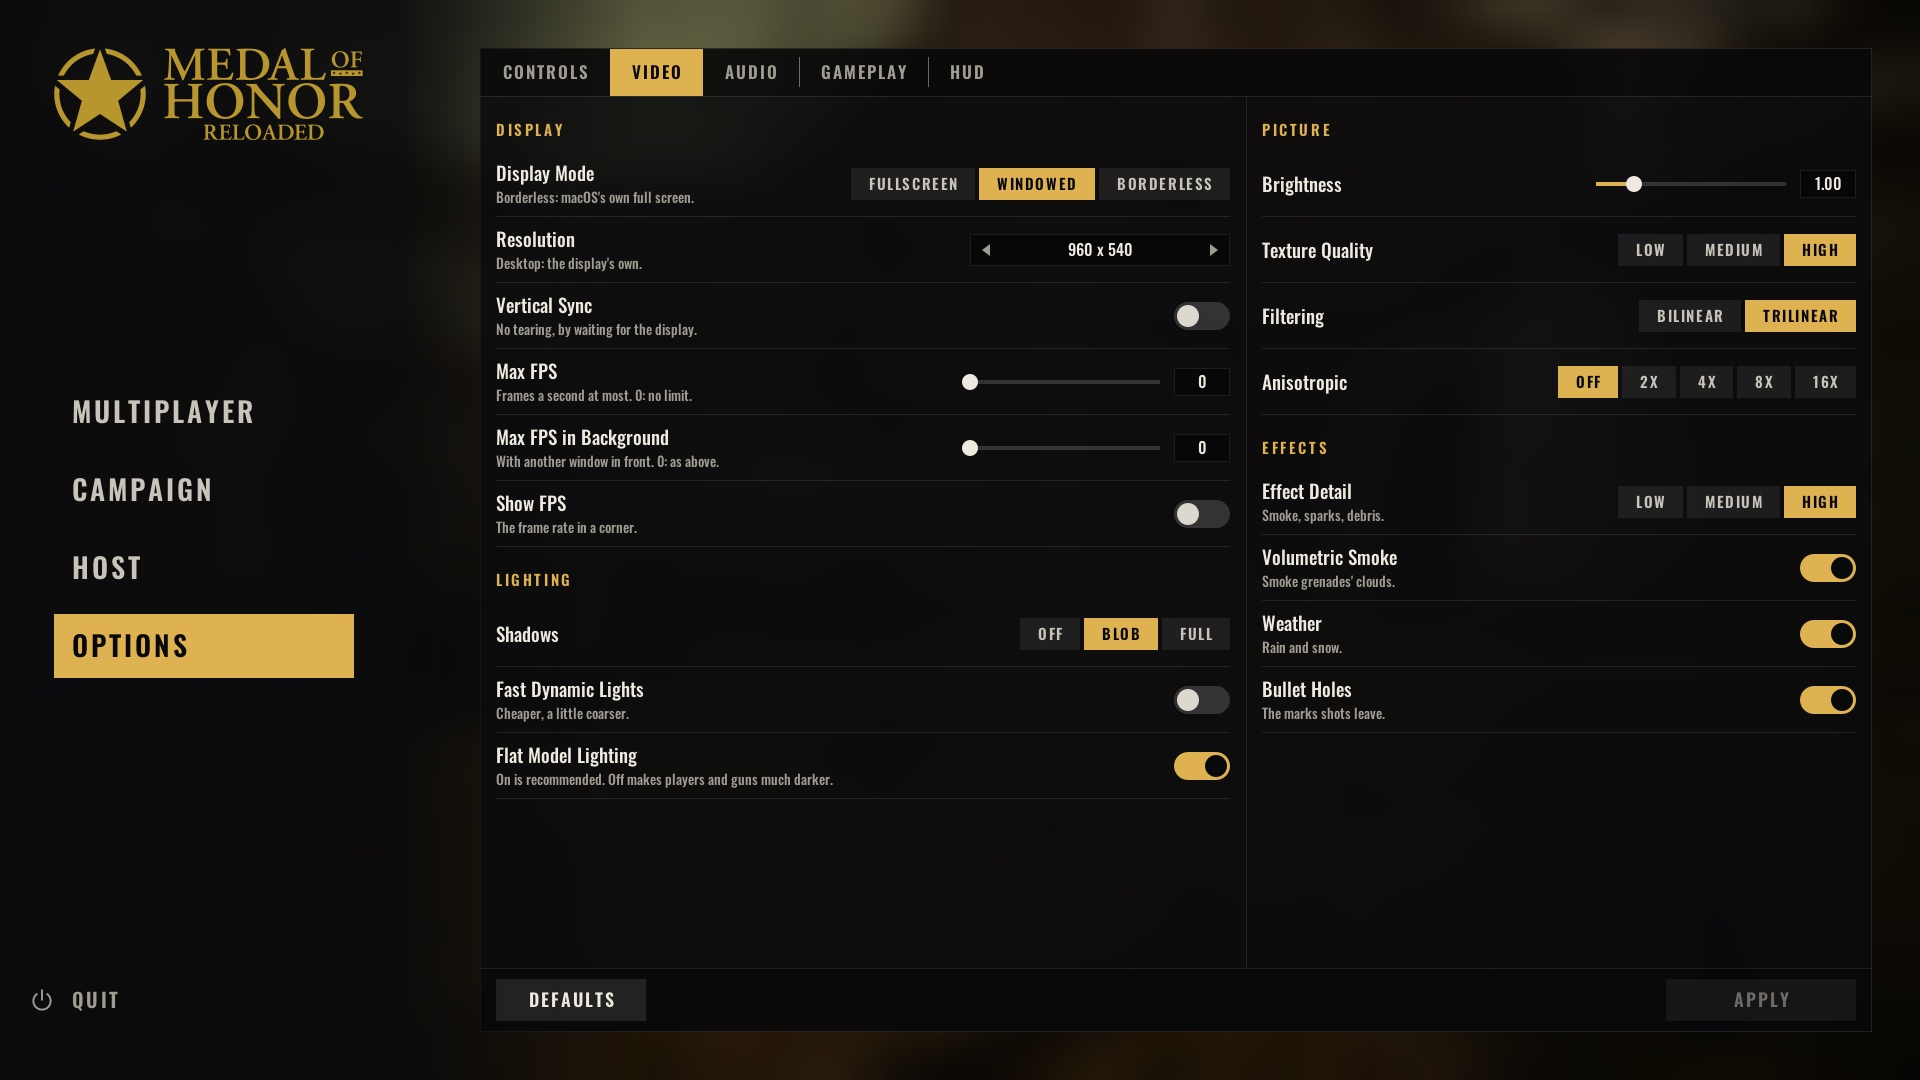 MEDAL OF
HONOR
RELOADED
MULTIPLAYER
CAMPAIGN
HOST
OPTIONS
QUIT
CONTROLS
VIDEO
AUDIO
GAMEPLAY
HUD
DISPLAY
Display Mode
Borderless: macOS's own full screen.
FULLSCREEN
WINDOWED
BORDERLESS
Resolution
Desktop: the display's own.
960 x 540
Vertical Sync
No tearing, by waiting for the display.
Max FPS
Frames a second at most. 0: no limit.
0
Max FPS in Background
With another window in front. 0: as above.
0
Show FPS
The frame rate in a corner.
LIGHTING
Shadows
OFF
BLOB
FULL
Fast Dynamic Lights
Cheaper, a little coarser.
Flat Model Lighting
On is recommended. Off makes players and guns much darker.
PICTURE
Brightness
1.00
Texture Quality
LOW
MEDIUM
HIGH
Filtering
BILINEAR
TRILINEAR
Anisotropic
OFF
2X
4X
8X
16X
EFFECTS
Effect Detail
Smoke, sparks, debris.
LOW
MEDIUM
HIGH
Volumetric Smoke
Smoke grenades' clouds.
Weather
Rain and snow.
Bullet Holes
The marks shots leave.
DEFAULTS
APPLY